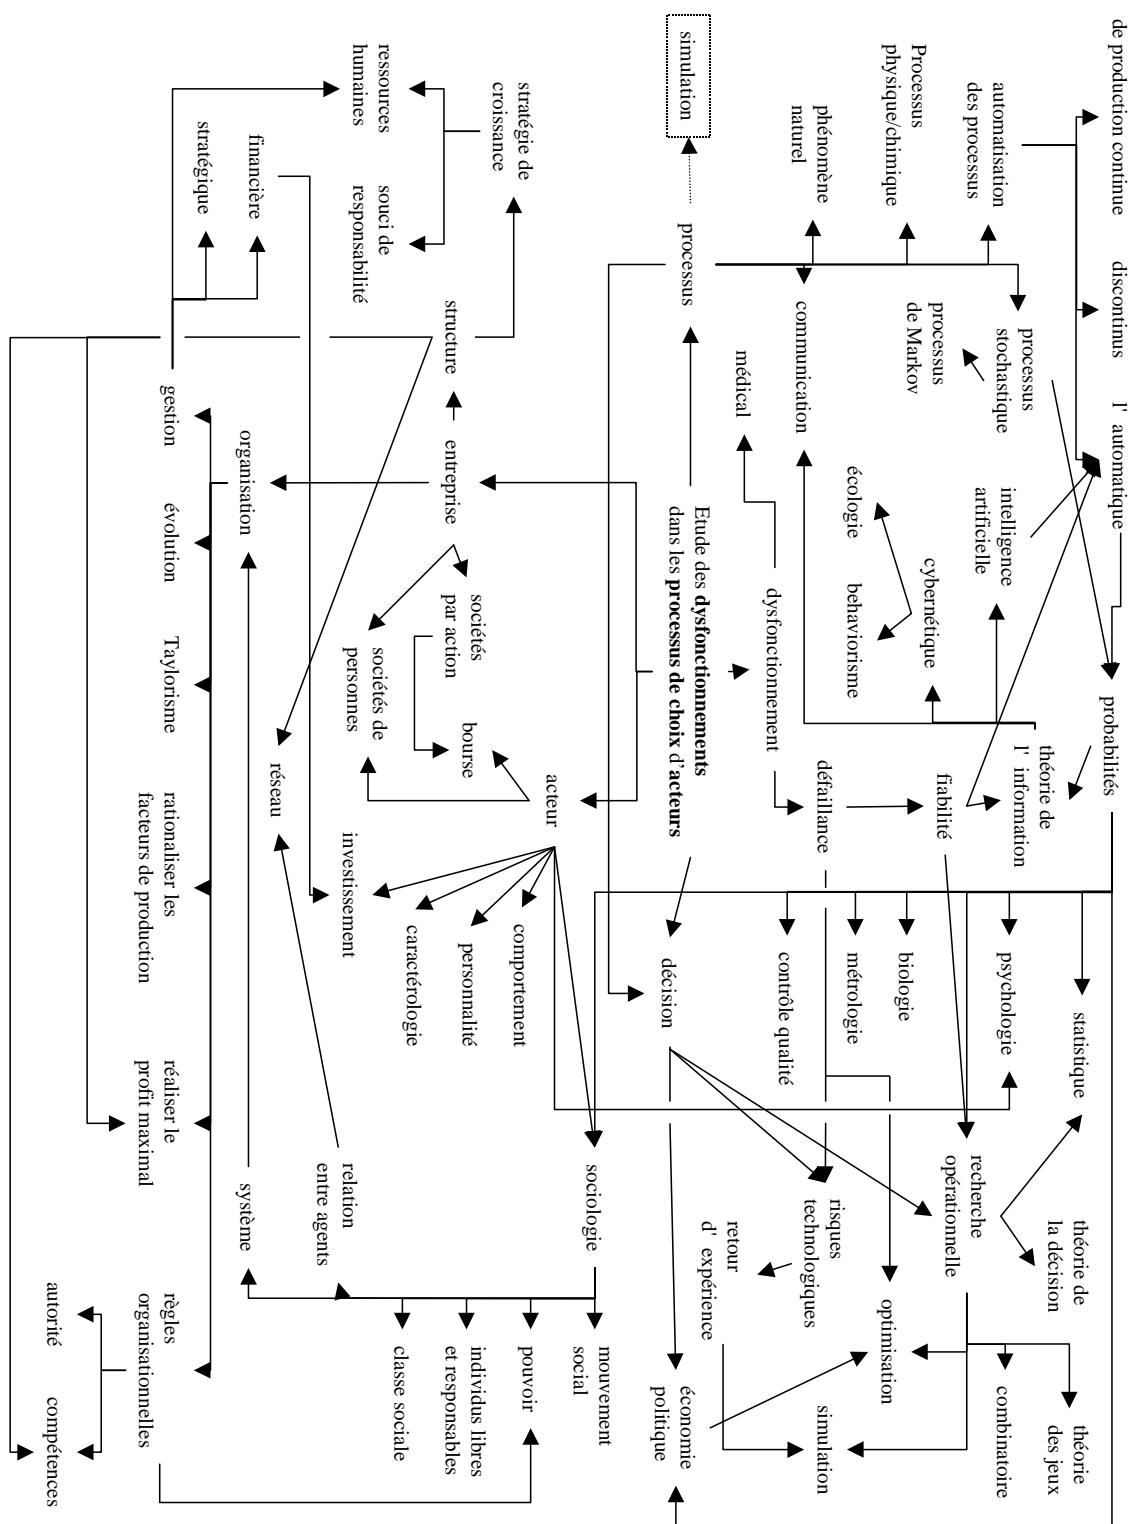 de production continue
discontinus
l' automatique
probabilités
automatisation
des processus
Processus
physique/chimique
phénomène
naturel
simulation
processus
processus
stochastique
processus
de Markov
communication
médical
intelligence
artificielle
cybernétique
écologie
behaviorisme
dysfonctionnement
défaillance
fiabilité
théorie de
l' information
statistique
psychologie
biologie
métrologie
contrôle qualité
théorie de
la décision
recherche
opérationnelle
risques
technologiques
retour
d' expérience
optimisation
simulation
théorie
des jeux
combinatoire
économie
politique
Etude des dysfonctionnements
dans les processus de choix d'acteurs
décision
stratégie de
croissance
ressources
humaines
souci de
responsabilité
structure
entreprise
sociétés
par action
sociétés de
personnes
bourse
acteur
comportement
personnalité
caractérologie
investissement
sociologie
mouvement
social
pouvoir
individus libres
et responsables
classe sociale
relation
entre agents
réseau
système
organisation
financière
stratégique
gestion
évolution
Taylorisme
rationaliser les
facteurs de production
réaliser le
profit maximal
règles
organisationnelles
autorité
compétences